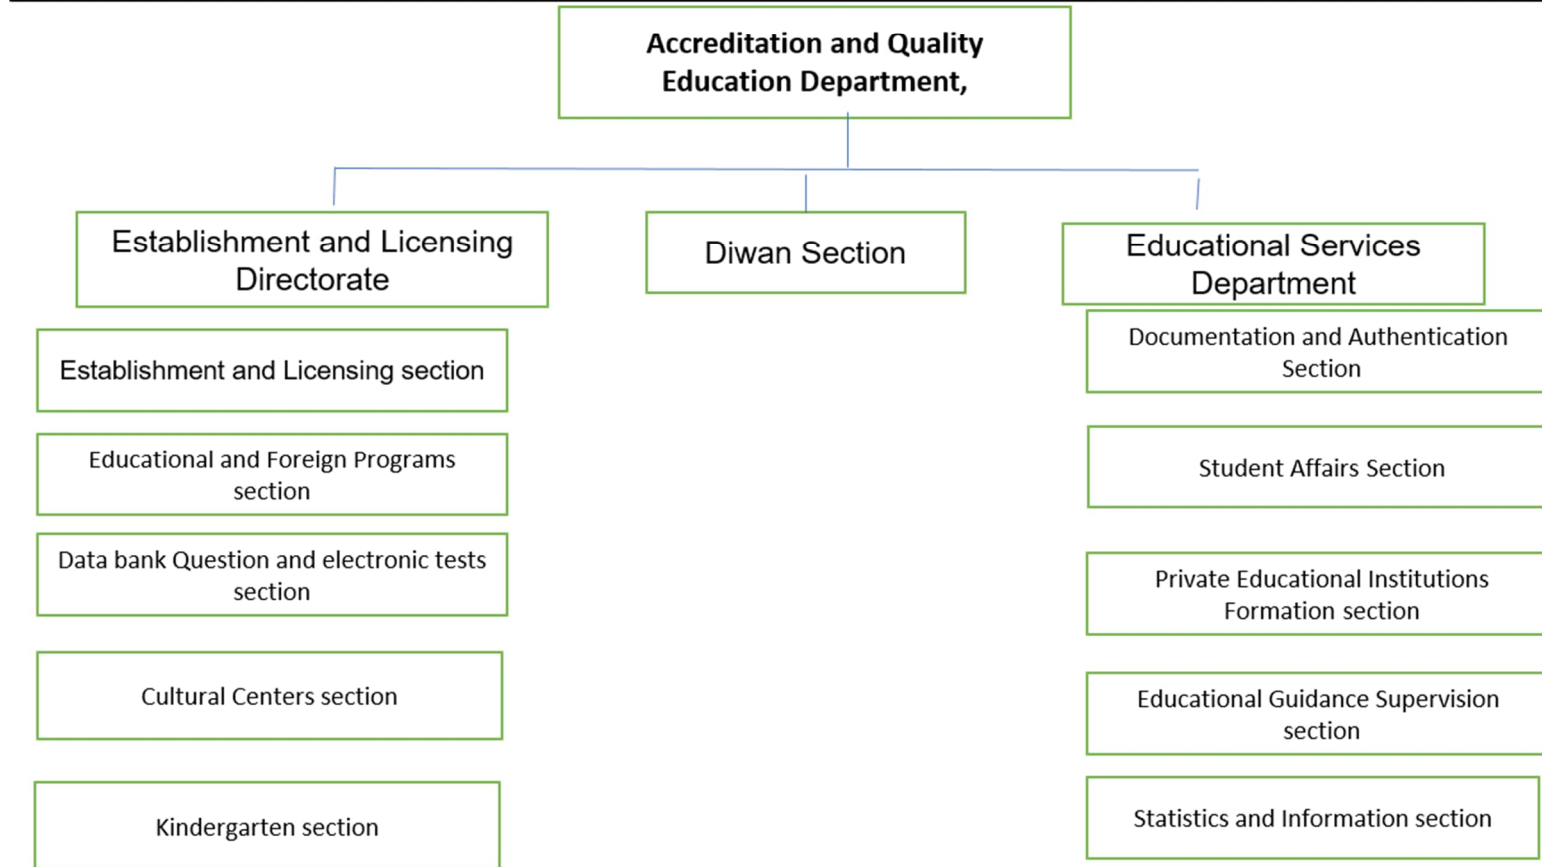 Accreditation and Quality
Education Department,
Establishment and Licensing
Directorate
Diwan Section
Educational Services
Department
Establishment and Licensing section
Educational and Foreign Programs
section
Data bank Question and electronic tests
section
Cultural Centers section
Kindergarten section
Documentation and Authentication
Section
Student Affairs Section
Private Educational Institutions
Formation section
Educational Guidance Supervision
section
Statistics and Information section